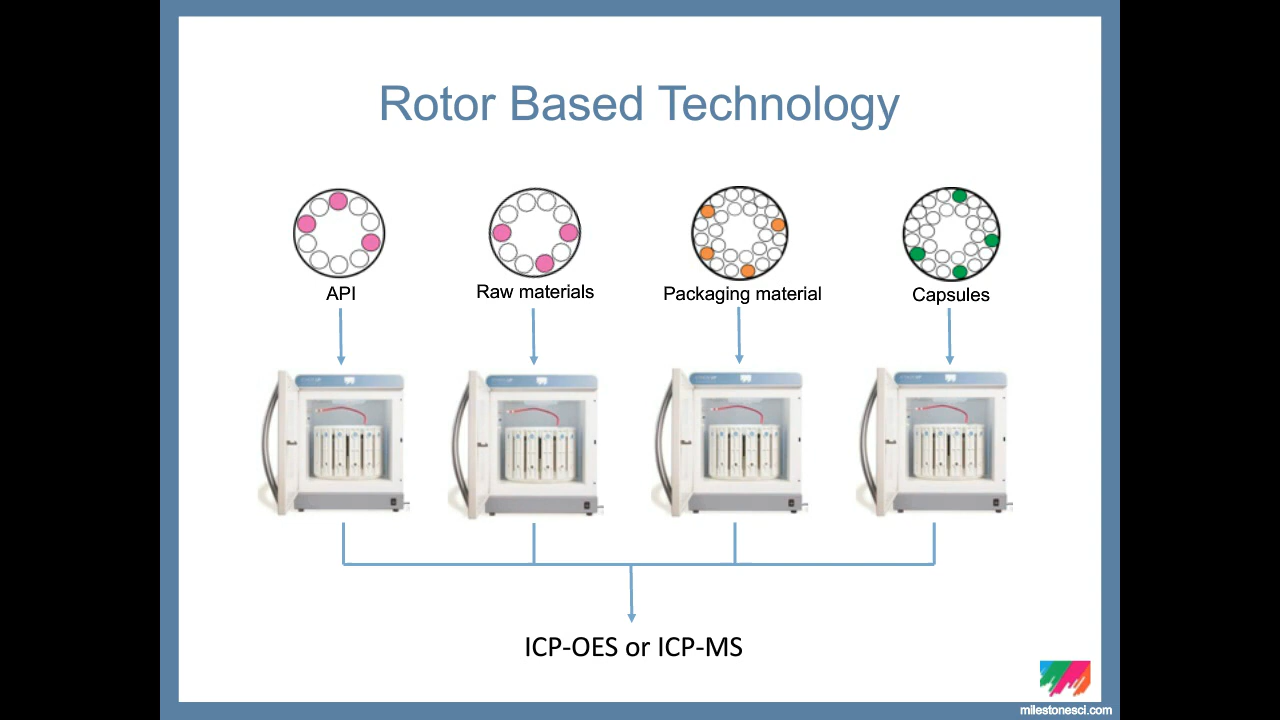 Rotor Based Technology
API
Raw materials
Packaging material
Capsules
ICP-OES or ICP-MS
milestonesci.com